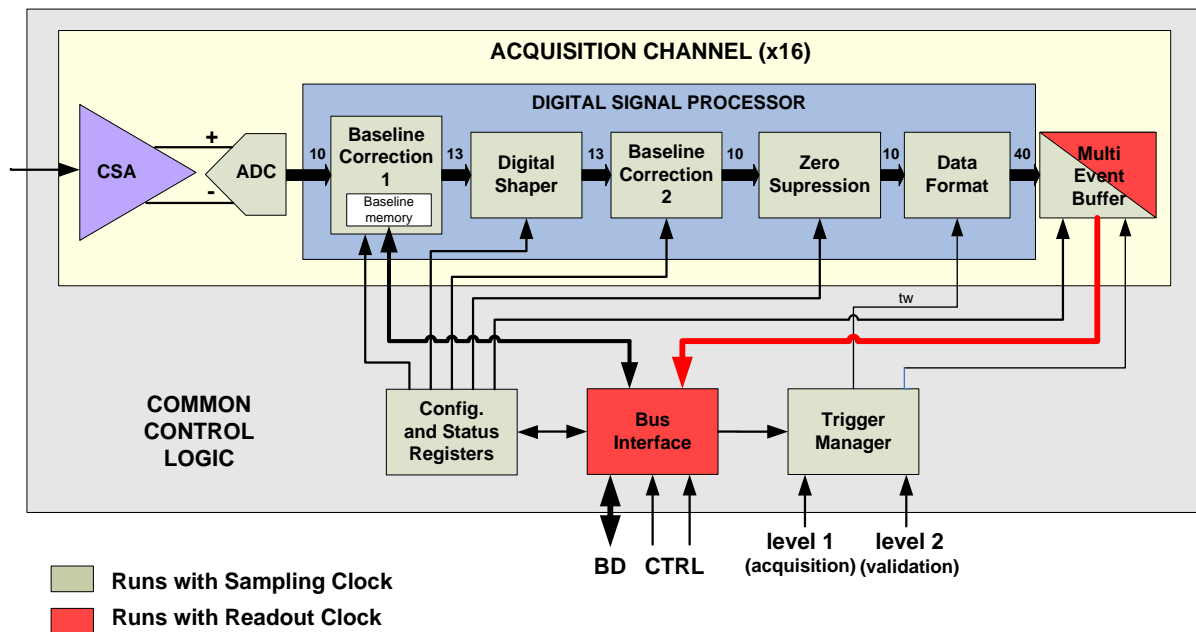 ACQUISITION CHANNEL (x16)
DIGITAL SIGNAL PROCESSOR
CSA
+
-
ADC
10
Baseline
Correction
1
Baseline
memory
13
Digital
Shaper
13
Baseline
Correction
2
10
Zero
Supression
10
Data
Format
40
Multi
Event
Buffer
tw
COMMON
CONTROL
LOGIC
Config.
and Status
Registers
Bus
Interface
Trigger
Manager
BD
CTRL
level 1
(acquisition)
level 2
(validation)
Runs with Sampling Clock
Runs with Readout Clock